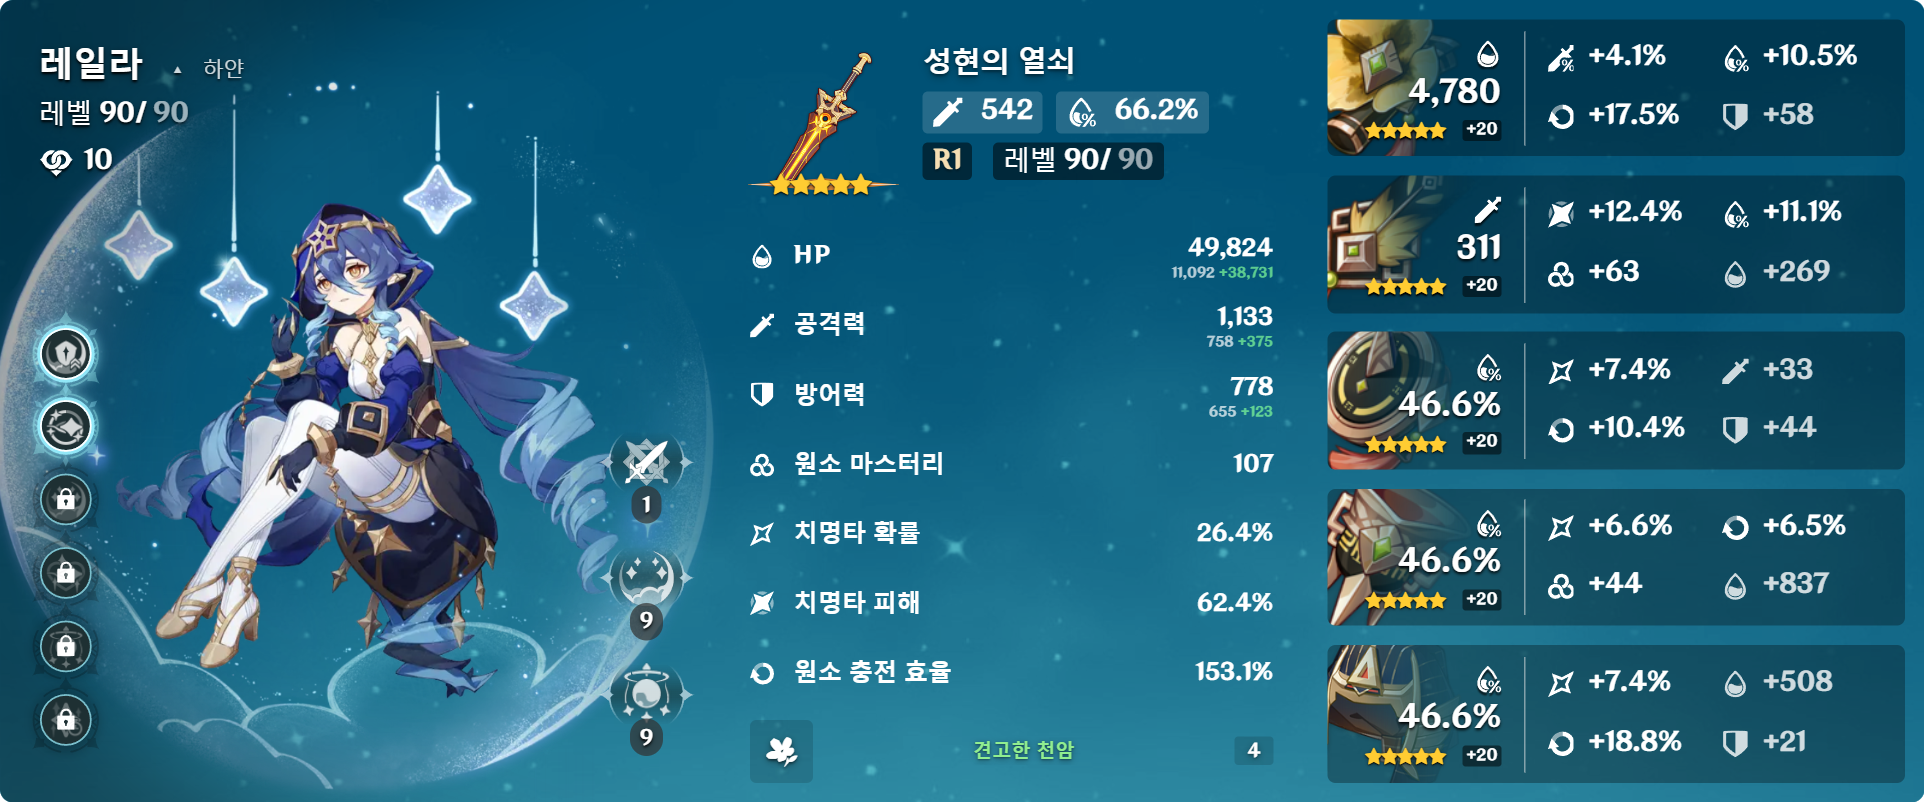 레일라 ▲ 하얀
레벨 90/ 90
10
1
9
9
성현의 열쇠
542 66.2%
R1 레벨 90/ 90
HP 49,824
11,092 +38,731
공격력 1,133
758 +375
방어력 778
655 +123
원소 마스터리 107
치명타 확률 26.4%
치명타 피해 62.4%
원소 충전 효율 153.1%
견고한 천암 4
4,780
+20
+4.1% +10.5%
+17.5% +58
311
+20
+12.4% +11.1%
+63 +269
46.6%
+20
+7.4% +33
+10.4% +44
46.6%
+20
+6.6% +6.5%
+44 +837
46.6%
+20
+7.4% +508
+18.8% +21